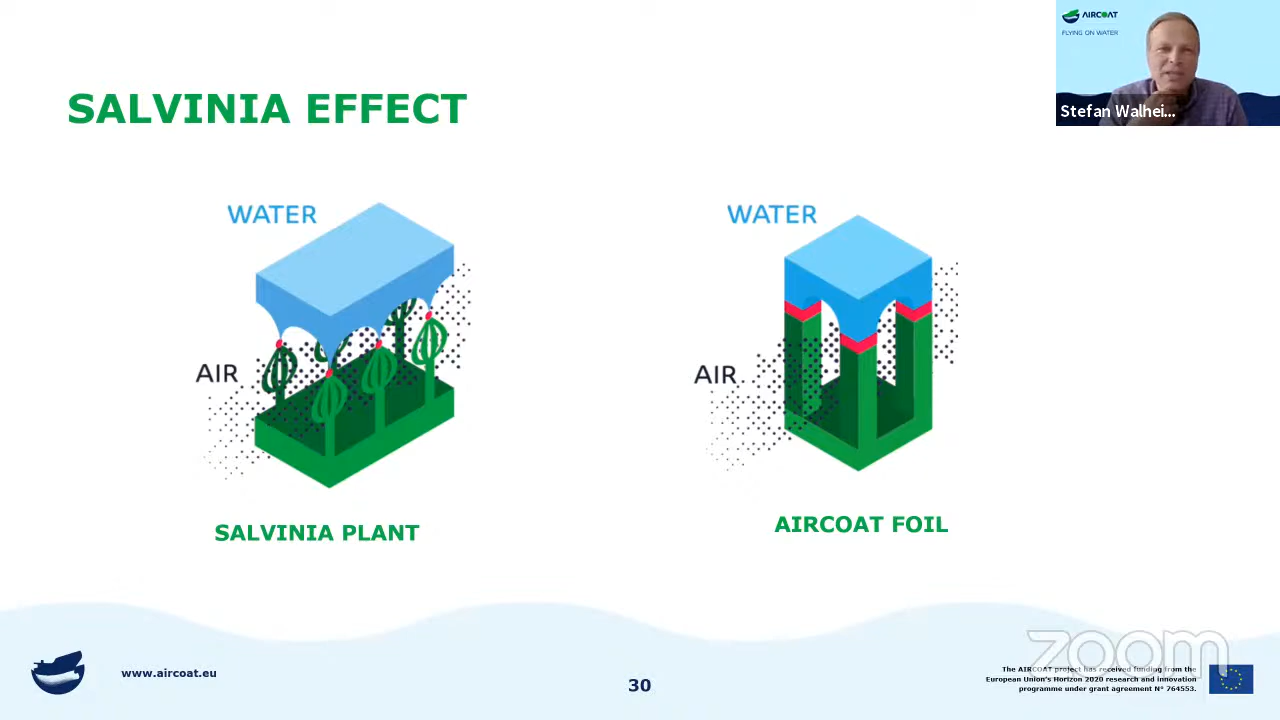 AIRCOAT
FLYING ON WATER
Stefan Walhei...
SALVINIA EFFECT
WATER
AIR
SALVINIA PLANT
WATER
AIR
AIRCOAT FOIL
www.aircoat.eu
30
zoom
The AIRCOAT project has received funding from the
European Union's Horizon 2020 research and innovation
programme under grant agreement N° 764553.